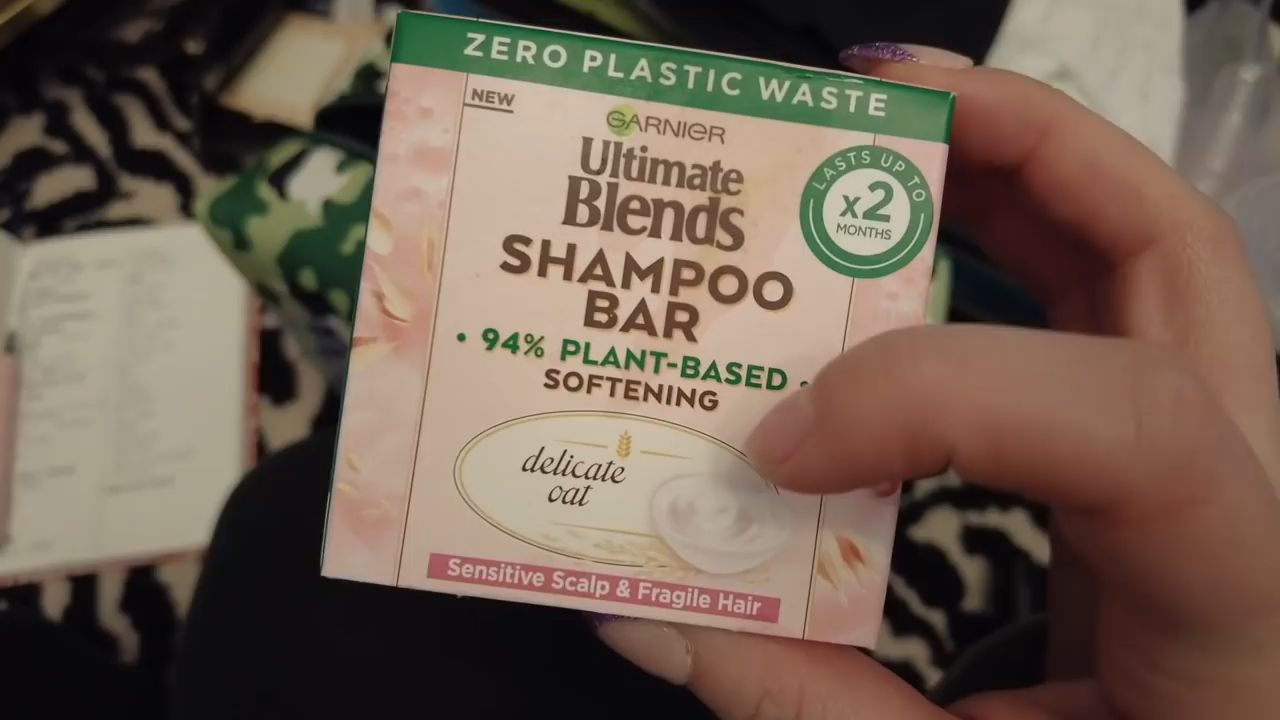 ZERO PLASTIC WASTE
NEW
GARNIER
Ultimate
Blends
SHAMPOO
BAR
• 94% PLANT-BASED •
SOFTENING
LASTS UP TO
x2
MONTHS
delicate
oat
Sensitive Scalp & Fragile Hair